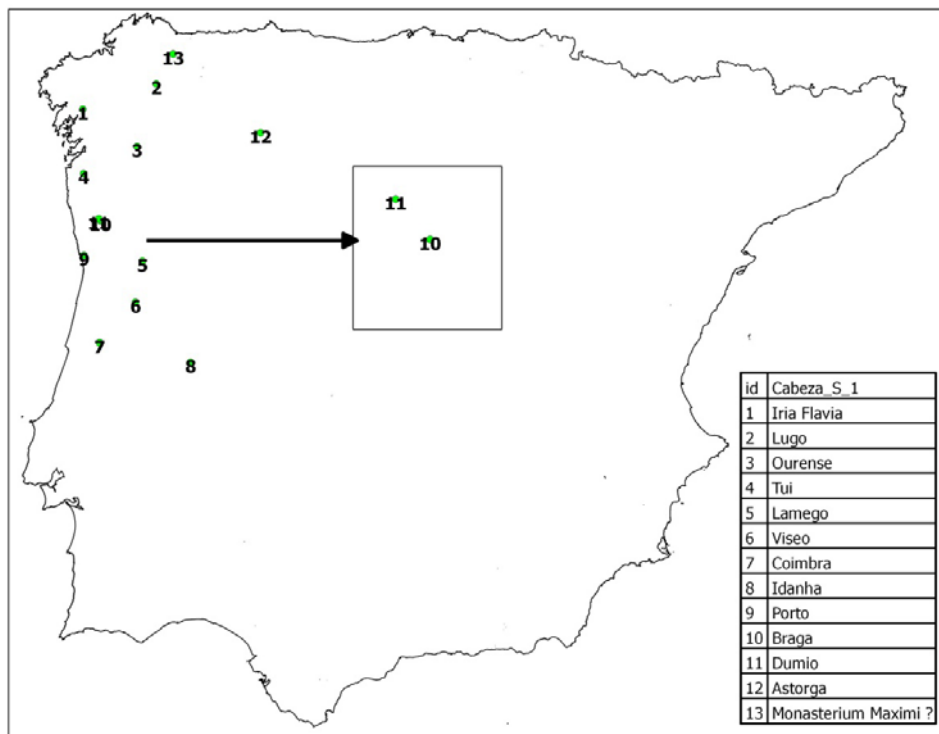 13
2
1
12
3
4
11
11
10
10
9
5
6
7
8
id Cabeza_S_1
1 Iria Flavia
2 Lugo
3 Ourense
4 Tui
5 Lamego
6 Viseo
7 Coimbra
8 Idanha
9 Porto
10 Braga
11 Dumio
12 Astorga
13 Monasterium Maximi ?